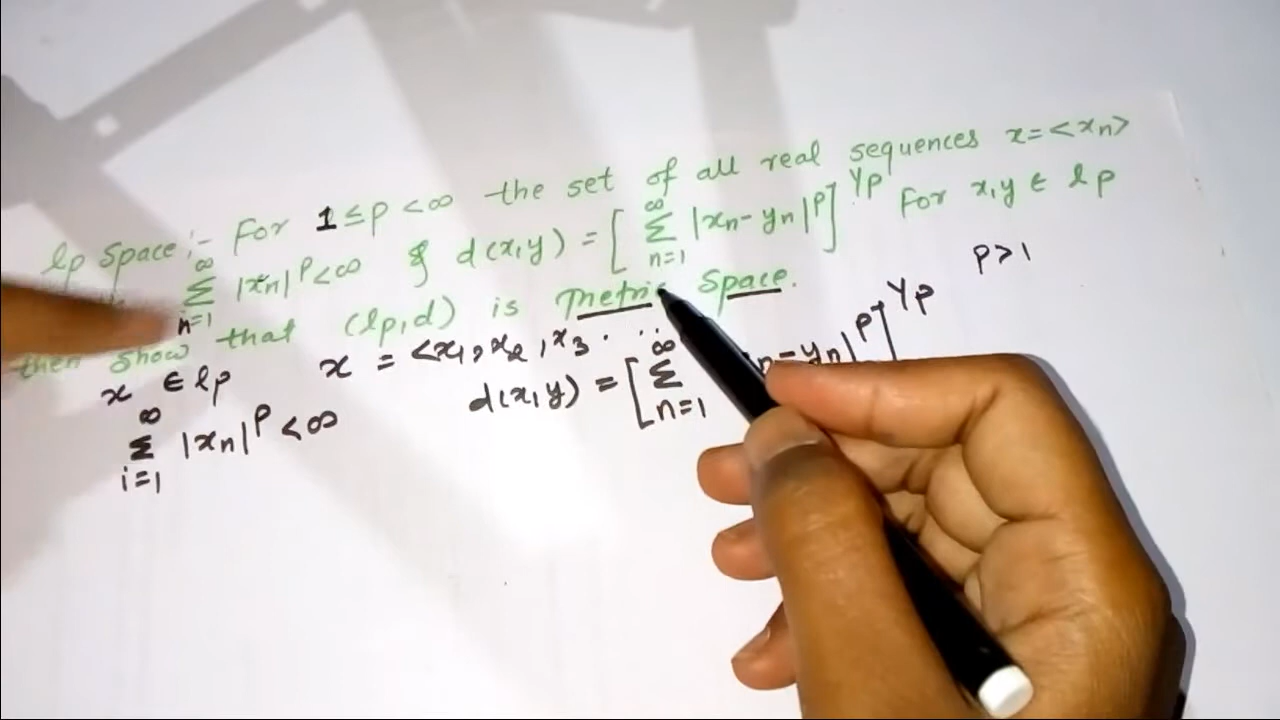 lp space :- For 1 ≤ p < ∞ the set of all real sequences x = <xn>
∞ Σ n=1 |xn|^p < ∞ & d(x,y) = [ ∞ Σ n=1 |xn - yn|^p ]^1/p For x,y ∈ lp
then show that (lp,d) is metric space.
p > 1
x ∈ lp x = <x1, x2, x3 . . .
∞ Σ i=1 |xn|^p < ∞ d(x,y) = [ ∞ Σ n=1 n - yn|^p ]^1/p